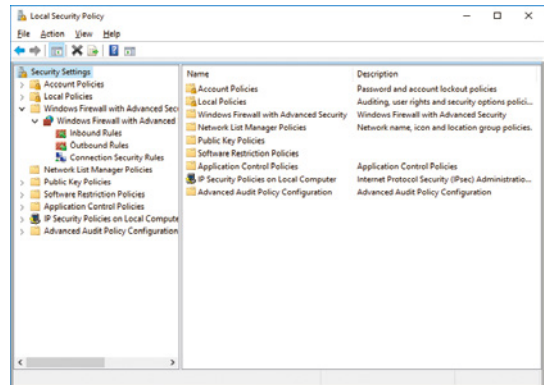 Local Security Policy
File Action View Help
Security Settings
Account Policies
Local Policies
Windows Firewall with Advanced Secu
Windows Firewall with Advanced
Inbound Rules
Outbound Rules
Connection Security Rules
Network List Manager Policies
Public Key Policies
Software Restriction Policies
Application Control Policies
IP Security Policies on Local Compute
Advanced Audit Policy Configuration
Name Description
Account Policies Password and account lockout policies
Local Policies Auditing, user rights and security options polici...
Windows Firewall with Advanced Security Windows Firewall with Advanced Security
Network List Manager Policies Network name, icon and location group policies.
Public Key Policies
Software Restriction Policies
Application Control Policies Application Control Policies
IP Security Policies on Local Computer Internet Protocol Security (IPsec) Administratio...
Advanced Audit Policy Configuration Advanced Audit Policy Configuration